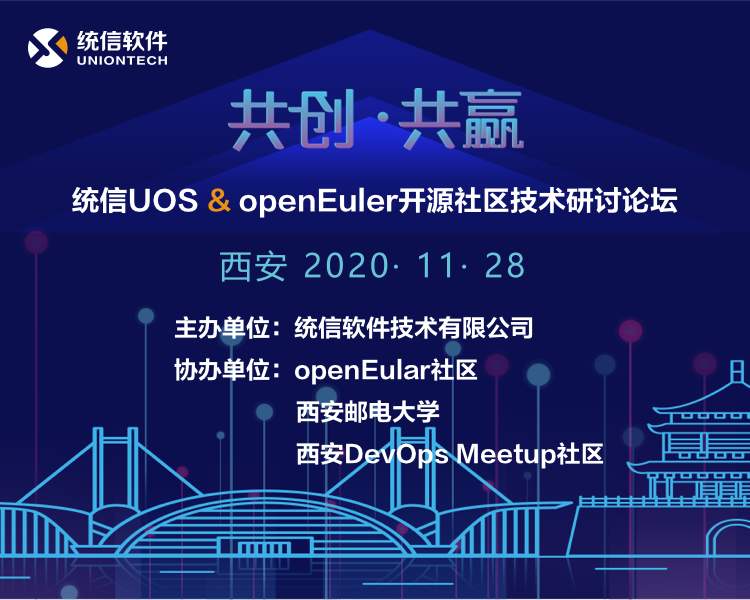 统信软件
UNIONTECH
共创·共赢
统信UOS & openEuler开源社区技术研讨论坛
西安 2020· 11· 28
主办单位：统信软件技术有限公司
协办单位：openEular社区
西安邮电大学
西安DevOps Meetup社区